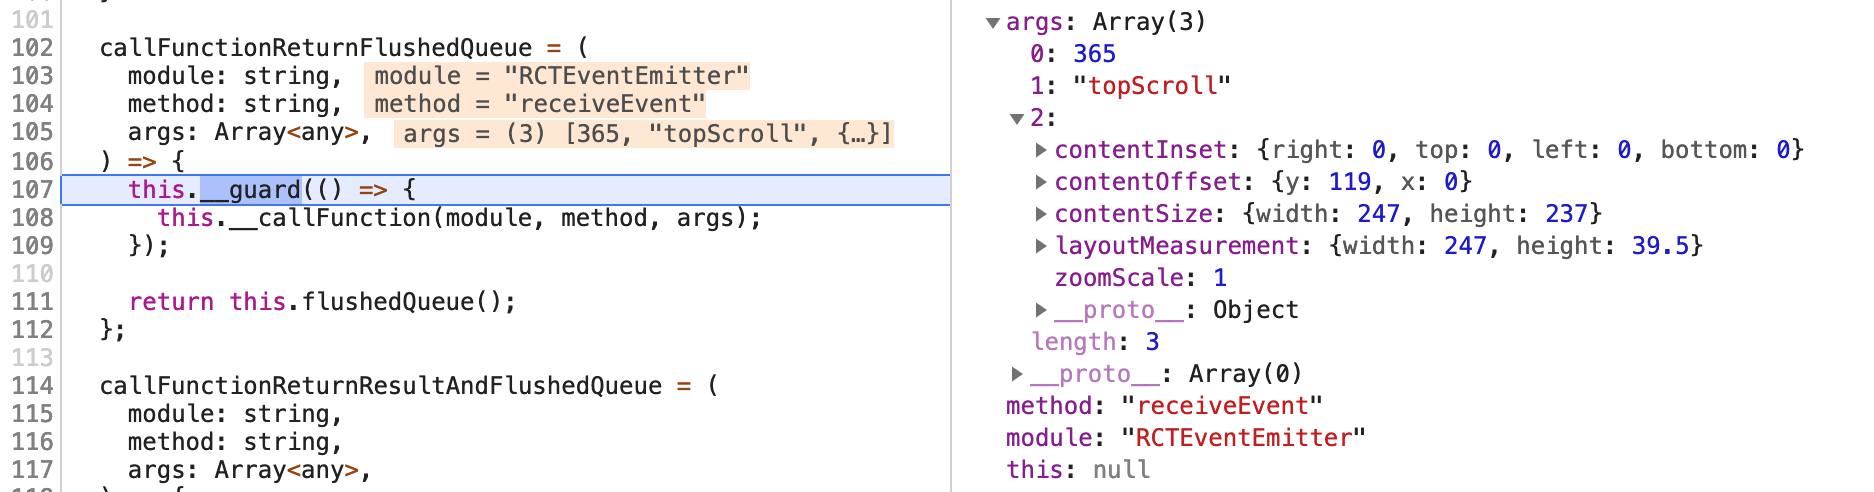 101
102 callFunctionReturnFlushedQueue = (
103 module: string, module = "RCTEventEmitter"
104 method: string, method = "receiveEvent"
105 args: Array<any>, args = (3) [365, "topScroll", {…}]
106 ) => {
107 this.__guard(() => {
108 this.__callFunction(module, method, args);
109 });
110
111 return this.flushedQueue();
112 };
113
114 callFunctionReturnResultAndFlushedQueue = (
115 module: string,
116 method: string,
117 args: Array<any>,
▼args: Array(3)
0: 365
1: "topScroll"
▼2:
▶contentInset: {right: 0, top: 0, left: 0, bottom: 0}
▶contentOffset: {y: 119, x: 0}
▶contentSize: {width: 247, height: 237}
▶layoutMeasurement: {width: 247, height: 39.5}
zoomScale: 1
▶__proto__: Object
length: 3
▶__proto__: Array(0)
method: "receiveEvent"
module: "RCTEventEmitter"
this: null